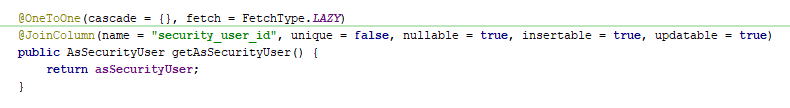 @OneToOne(cascade = {}, fetch = FetchType.LAZY)
@JoinColumn(name = "security_user_id", unique = false, nullable = true, insertable = true, updatable = true)
public AsSecurityUser getAsSecurityUser() {
    return asSecurityUser;
}